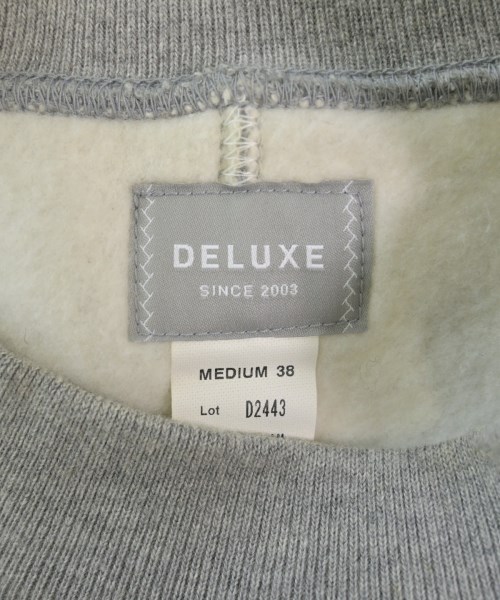 DELUXE
SINCE 2003
MEDIUM 38
Lot D2443